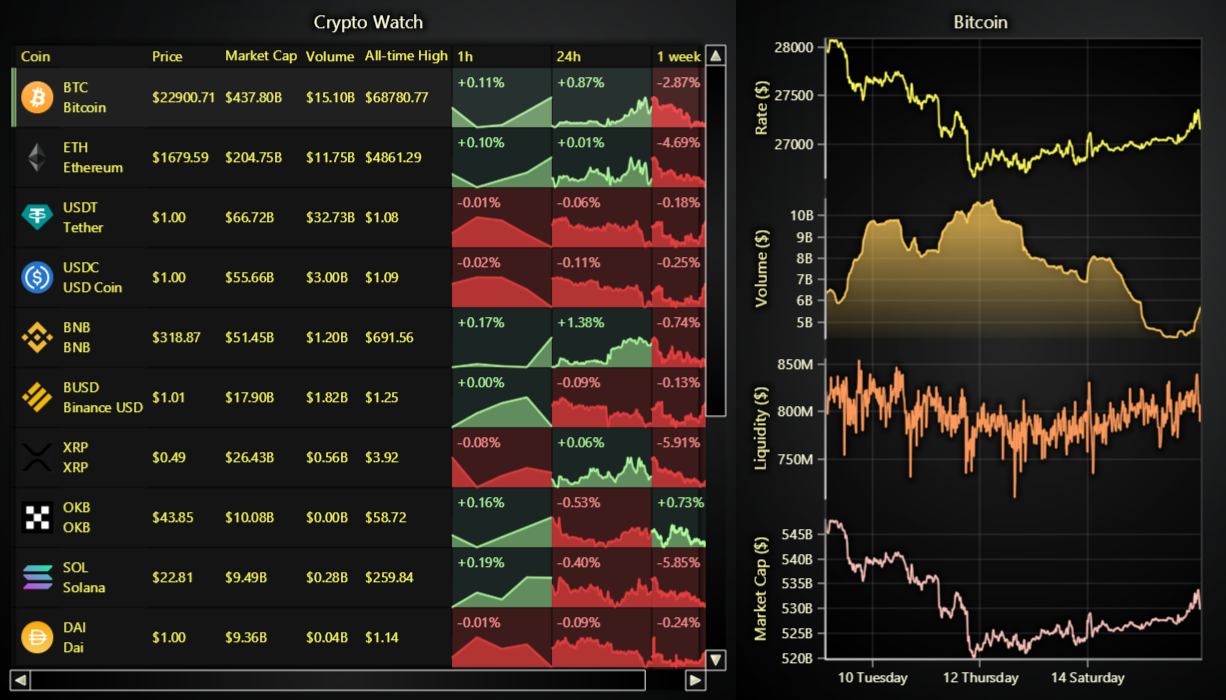 Crypto Watch
Coin Price Market Cap Volume All-time High 1h 24h 1 week
BTC
Bitcoin
$22900.71 $437.80B $15.10B $68780.77 +0.11% +0.87% -2.87%
ETH
Ethereum
$1679.59 $204.75B $11.75B $4861.29 +0.10% +0.01% -4.69%
USDT
Tether
$1.00 $66.72B $32.73B $1.08 -0.01% -0.06% -0.18%
USDC
USD Coin
$1.00 $55.66B $3.00B $1.09 -0.02% -0.11% -0.25%
BNB
BNB
$318.87 $51.45B $1.20B $691.56 +0.17% +1.38% -0.74%
BUSD
Binance USD
$1.01 $17.90B $1.82B $1.25 +0.00% -0.09% -0.13%
XRP
XRP
$0.49 $26.43B $0.56B $3.92 -0.08% +0.06% -5.91%
OKB
OKB
$43.85 $10.08B $0.00B $58.72 +0.16% -0.53% +0.73%
SOL
Solana
$22.81 $9.49B $0.28B $259.84 +0.19% -0.40% -5.85%
DAI
Dai
$1.00 $9.36B $0.04B $1.14 -0.01% -0.09% -0.24%
Bitcoin
Rate ($)
28000
27500
27000
Volume ($)
10B
9B
8B
7B
6B
5B
Liquidity ($)
850M
800M
750M
Market Cap ($)
545B
540B
535B
530B
525B
520B
10 Tuesday 12 Thursday 14 Saturday